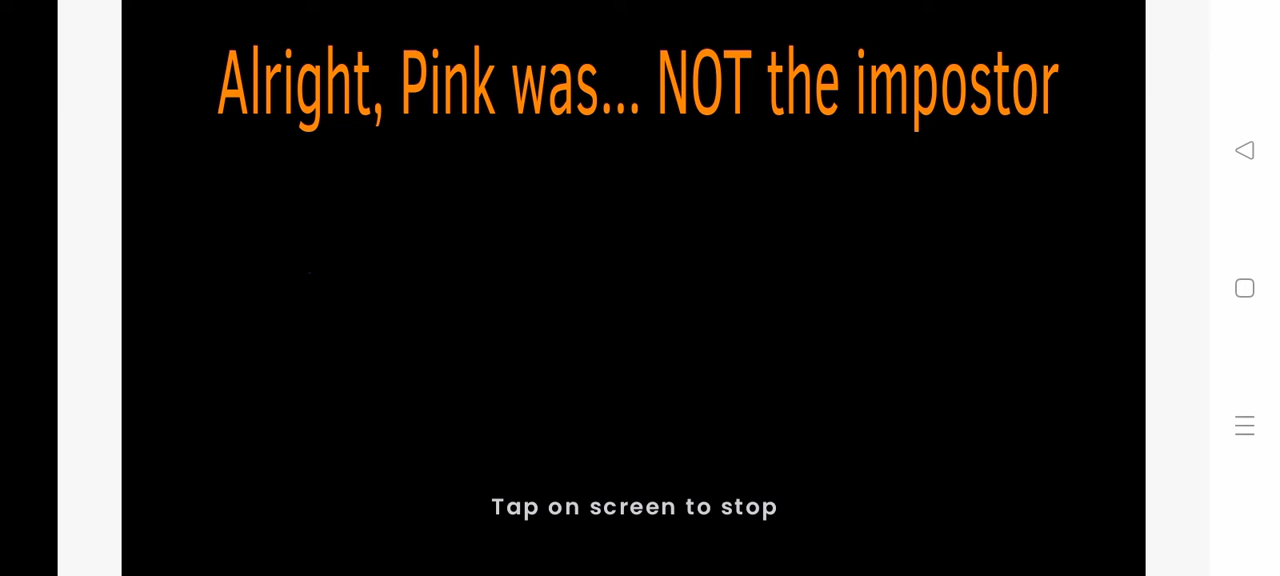 Alright, Pink was... NOT the impostor
Tap on screen to stop